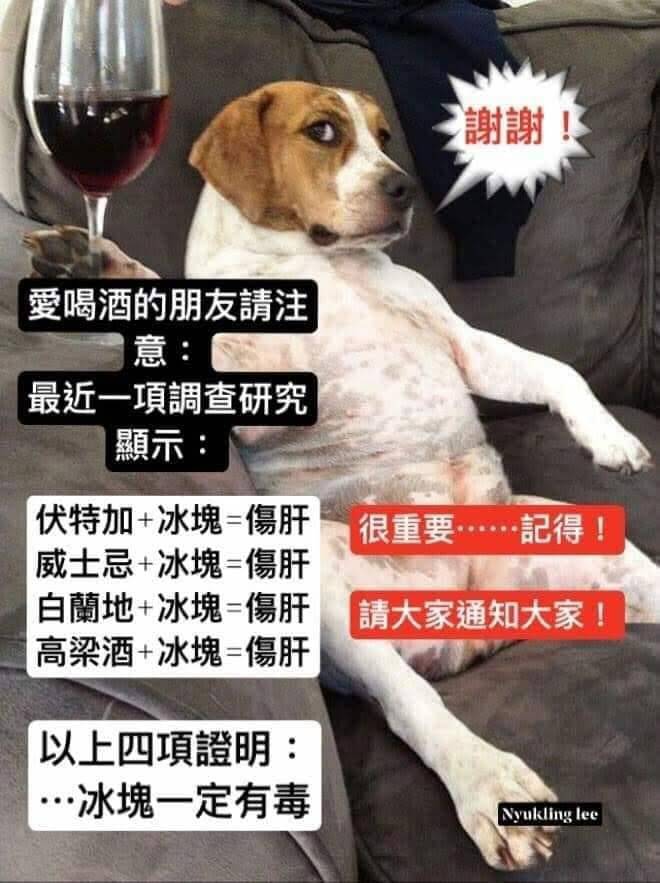 謝謝！
愛喝酒的朋友請注
意：
最近一項調查研究
顯示：
伏特加+冰塊=傷肝
威士忌+冰塊=傷肝
白蘭地+冰塊=傷肝
高梁酒+冰塊=傷肝
很重要……記得！
請大家通知大家！
以上四項證明：
…冰塊一定有毒
Nyukling lee